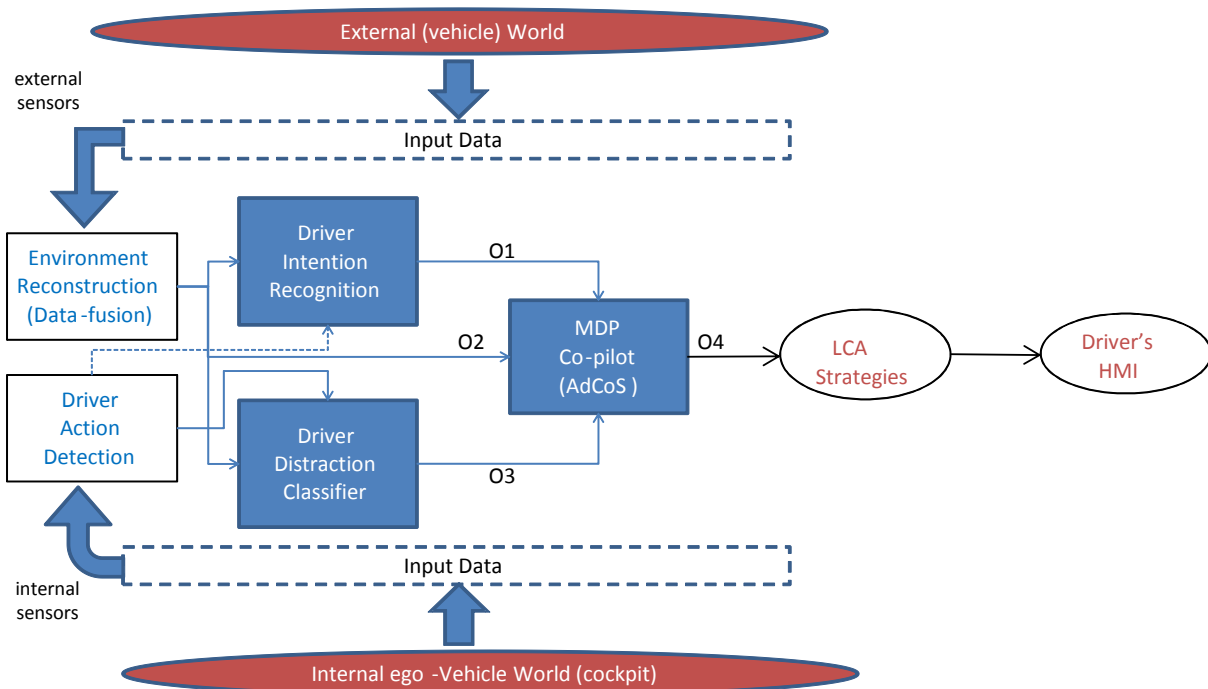 External (vehicle) World
external
sensors
Input Data
Environment
Reconstruction
(Data-fusion)
Driver
Intention
Recognition
O1
O2
MDP
Co-pilot
(AdCoS )
O4
LCA
Strategies
Driver's
HMI
Driver
Action
Detection
Driver
Distraction
Classifier
O3
Input Data
internal
sensors
Internal ego -Vehicle World (cockpit)